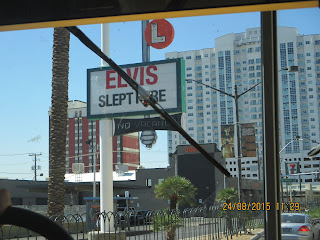 L
ELVIS
SLEPT HERE
NO VACANCY
24/08/2015 11:29